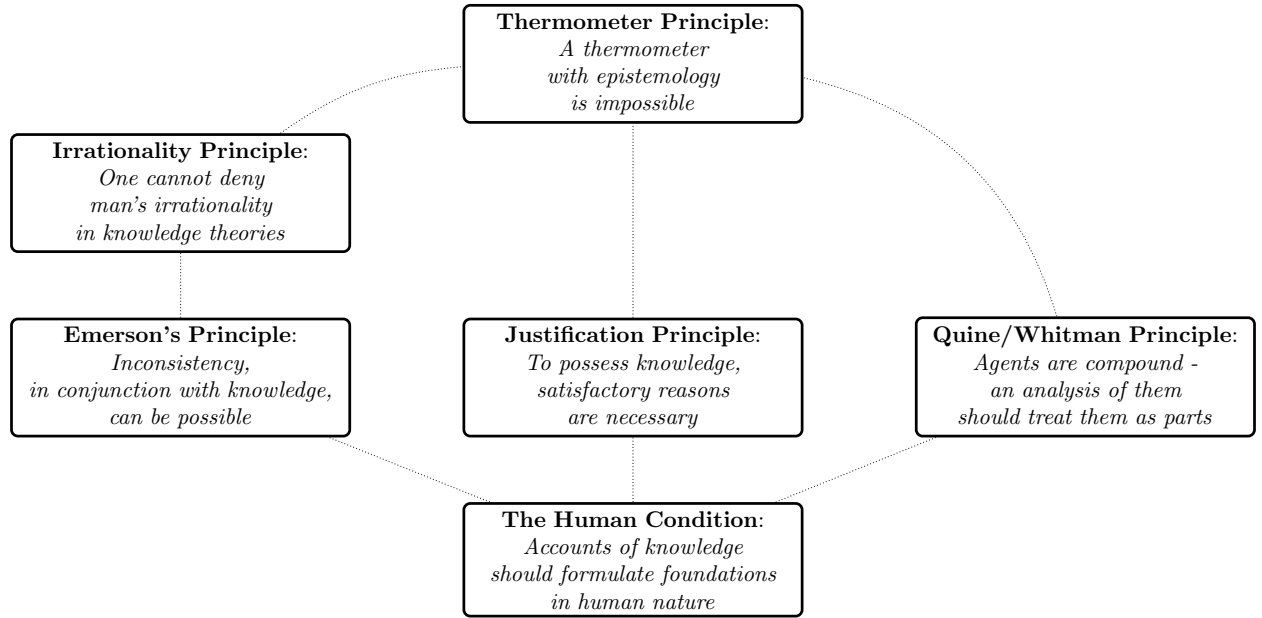 Thermometer Principle:
A thermometer
with epistemology
is impossible
Irrationality Principle:
One cannot deny
man's irrationality
in knowledge theories
Emerson's Principle:
Inconsistency,
in conjunction with knowledge,
can be possible
Justification Principle:
To possess knowledge,
satisfactory reasons
are necessary
Quine/Whitman Principle:
Agents are compound -
an analysis of them
should treat them as parts
The Human Condition:
Accounts of knowledge
should formulate foundations
in human nature